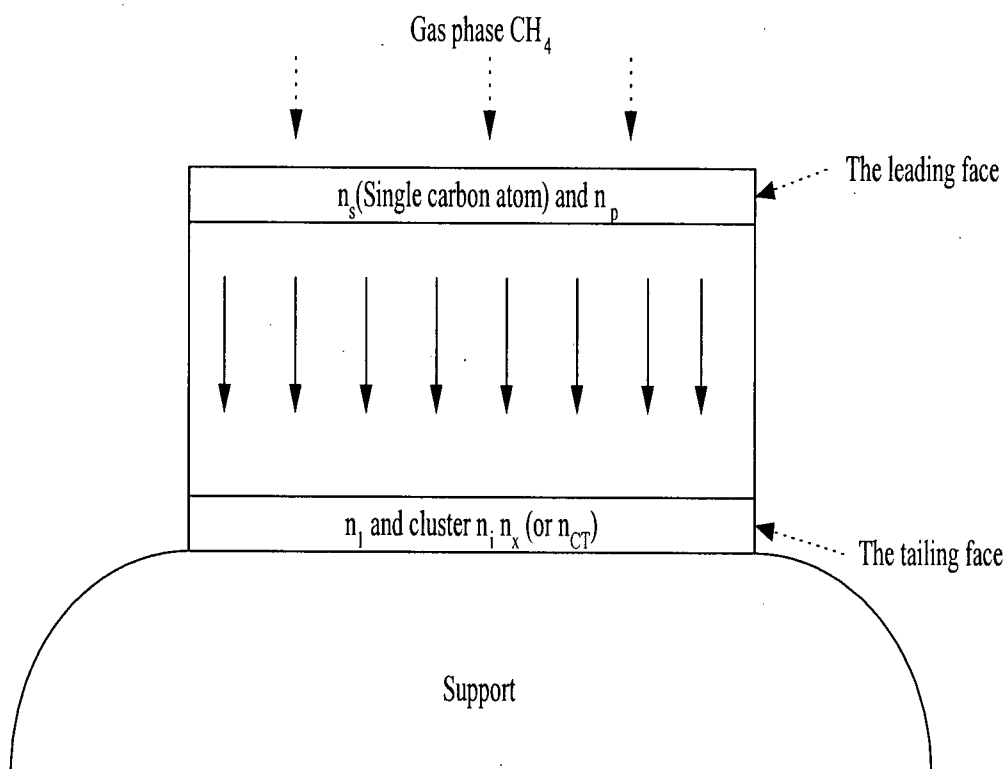 Gas phase CH4
The leading face
ns(Single carbon atom) and np
n1 and cluster ni nx (or nCT)
The tailing face
Support